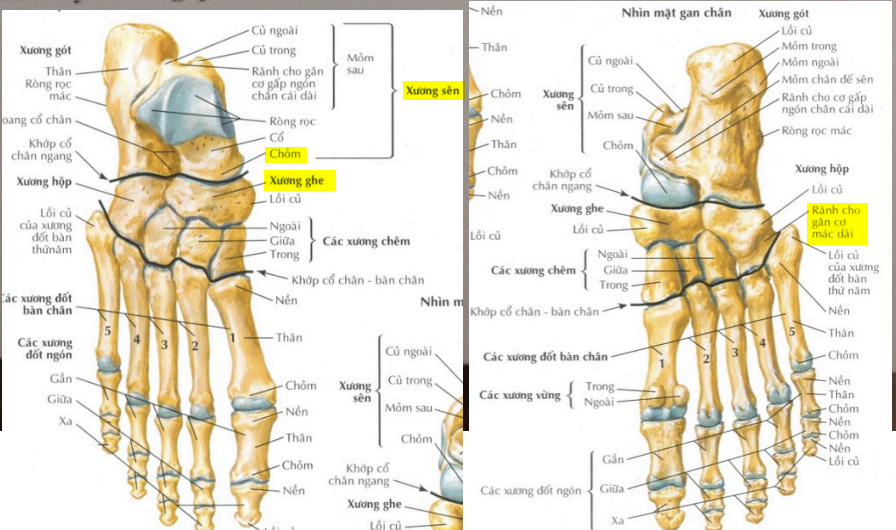 Xương gót
Thân
Ròng rọc
mác
oang cổ chân
Khớp cổ
chân ngang
Xương hộp
Lồi củ
của xương
đốt bàn
thứ năm
Các xương đốt
bàn chân
Các xương
đốt ngón
Gần
Giữa
Xa
Củ ngoài
Củ trong
Rãnh cho gân
cơ gấp ngón
chân cái dài
Mỏm
sau
Xương sên
Ròng rọc
Cổ
Chỏm
Xương ghe
Lồi củ
Ngoài
Giữa
Trong
Các xương chêm
Khớp cổ chân - bàn chân
Nền
5
4
3
2
1
Thân
Chỏm
Nền
Thân
Chỏm
Nền
Nhìn m
Củ ngoài
Xương
sên
Củ trong
Mỏm sau
Chỏm
Khớp cổ
chân ngang
Xương ghe
Lồi củ
Nền
Thân
Chỏm
Nền
Thân
Chỏm
Nền
Lồi củ
Nhìn mặt gan chân
Xương gót
Lồi củ
Mỏm trong
Mỏm ngoài
Mỏm chân đế sên
Rãnh cho cơ gấp
ngón chân cái dài
Ròng rọc mác
Củ ngoài
Xương
sên
Củ trong
Mỏm sau
Chỏm
Khớp cổ
chân ngang
Xương hộp
Lồi củ
Rãnh cho
gân cơ
mác dài
Xương ghe
Lồi củ
Ngoài
Các xương chêm
Giữa
Trong
Lồi củ
của xương
đốt bàn
thứ năm
Khớp cổ chân - bàn chân
Nền
Thân
Các xương đốt bàn chân
1
2
3
4
5
Chỏm
Các xương vừng
Trong
Ngoài
Nền
Thân
Chỏm
Nền
Chỏm
Nền
Lồi củ
Gần
Các xương đốt ngón
Giữa
Xa